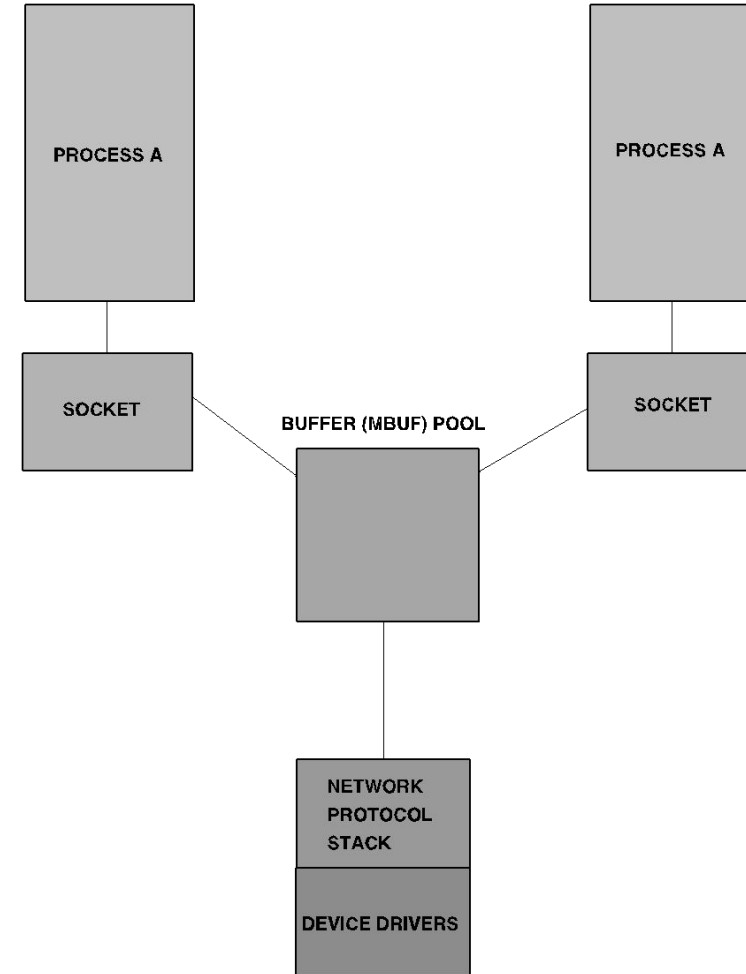 PROCESS A
PROCESS A
SOCKET
SOCKET
BUFFER (MBUF) POOL
NETWORK
PROTOCOL
STACK
DEVICE DRIVERS